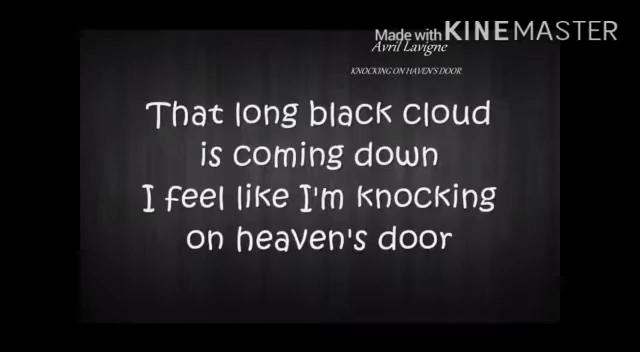 Made with KINEMASTER
Avril Lavigne
KNOCKING ON HAVEN'S DOOR
That long black cloud
is coming down
I feel like I'm knocking
on heaven's door